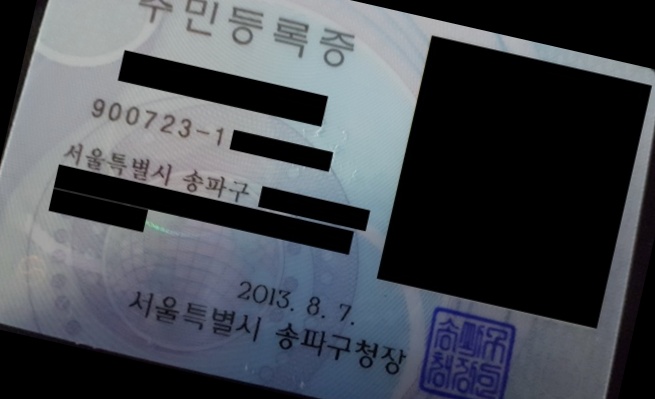 주민등록증
900723-1
서울특별시 송파구
2013. 8. 7.
서울특별시 송파구청장